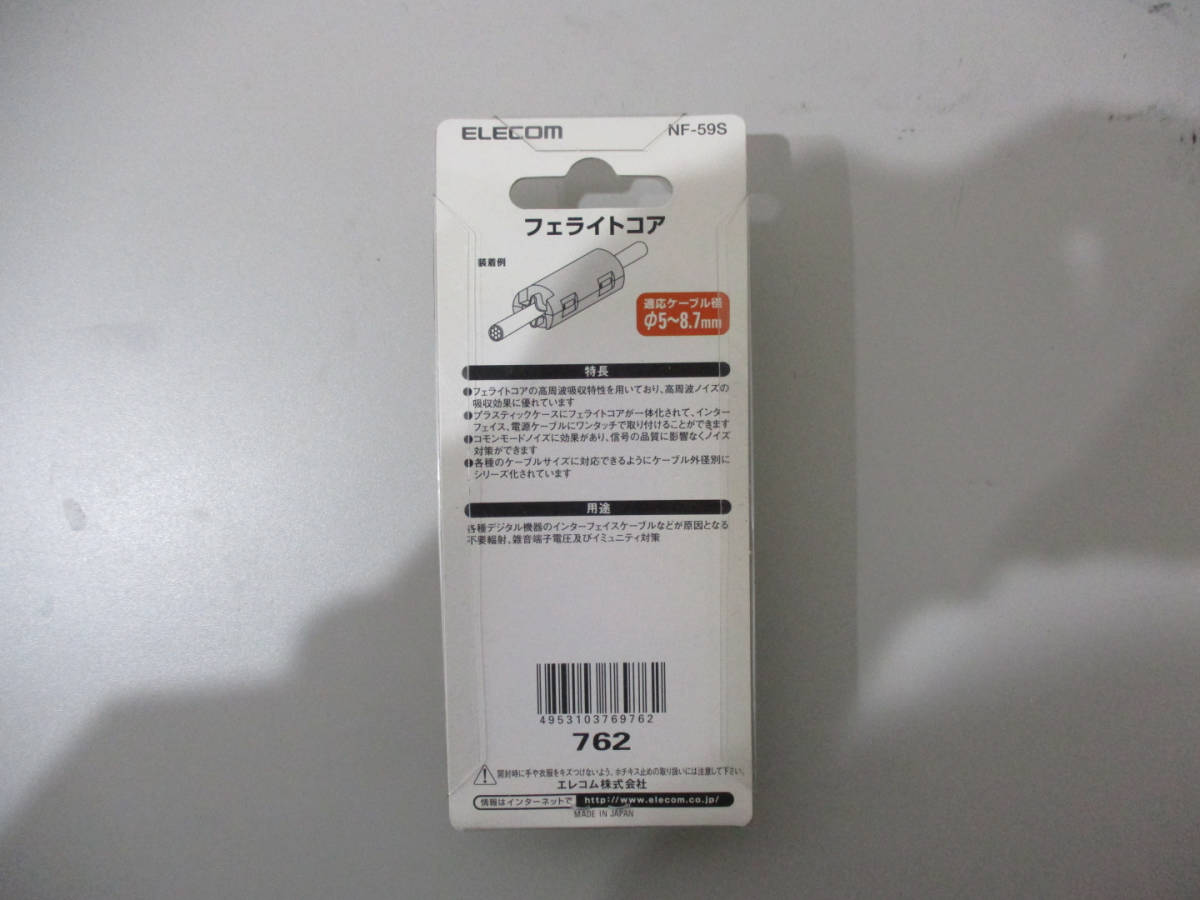 ELECOM
NF-59S
フェライトコア
装着例
適応ケーブル径
φ5〜8.7mm
特長
●フェライトコアの高周波吸収特性を用いており、高周波ノイズの
吸収効果に優れています
●プラスティックケースにフェライトコアが一体化されて、インター
フェイス、電源ケーブルにワンタッチで取り付けることができます
●コモンモードノイズに効果があり、信号の品質に影響なくノイズ
対策ができます
●各種のケーブルサイズに対応できるようにケーブル外径別に
シリーズ化されています
用途
各種デジタル機器のインターフェイスケーブルなどが原因となる
不要輻射、雑音端子電圧及びイミュニティ対策
4953103769762
762
開封時に手や衣服をキズつけないよう、ホチキス止めの取り扱いには注意して下さい。
エレコム株式会社
情報はインターネットで http://www.elecom.co.jp/
MADE IN JAPAN